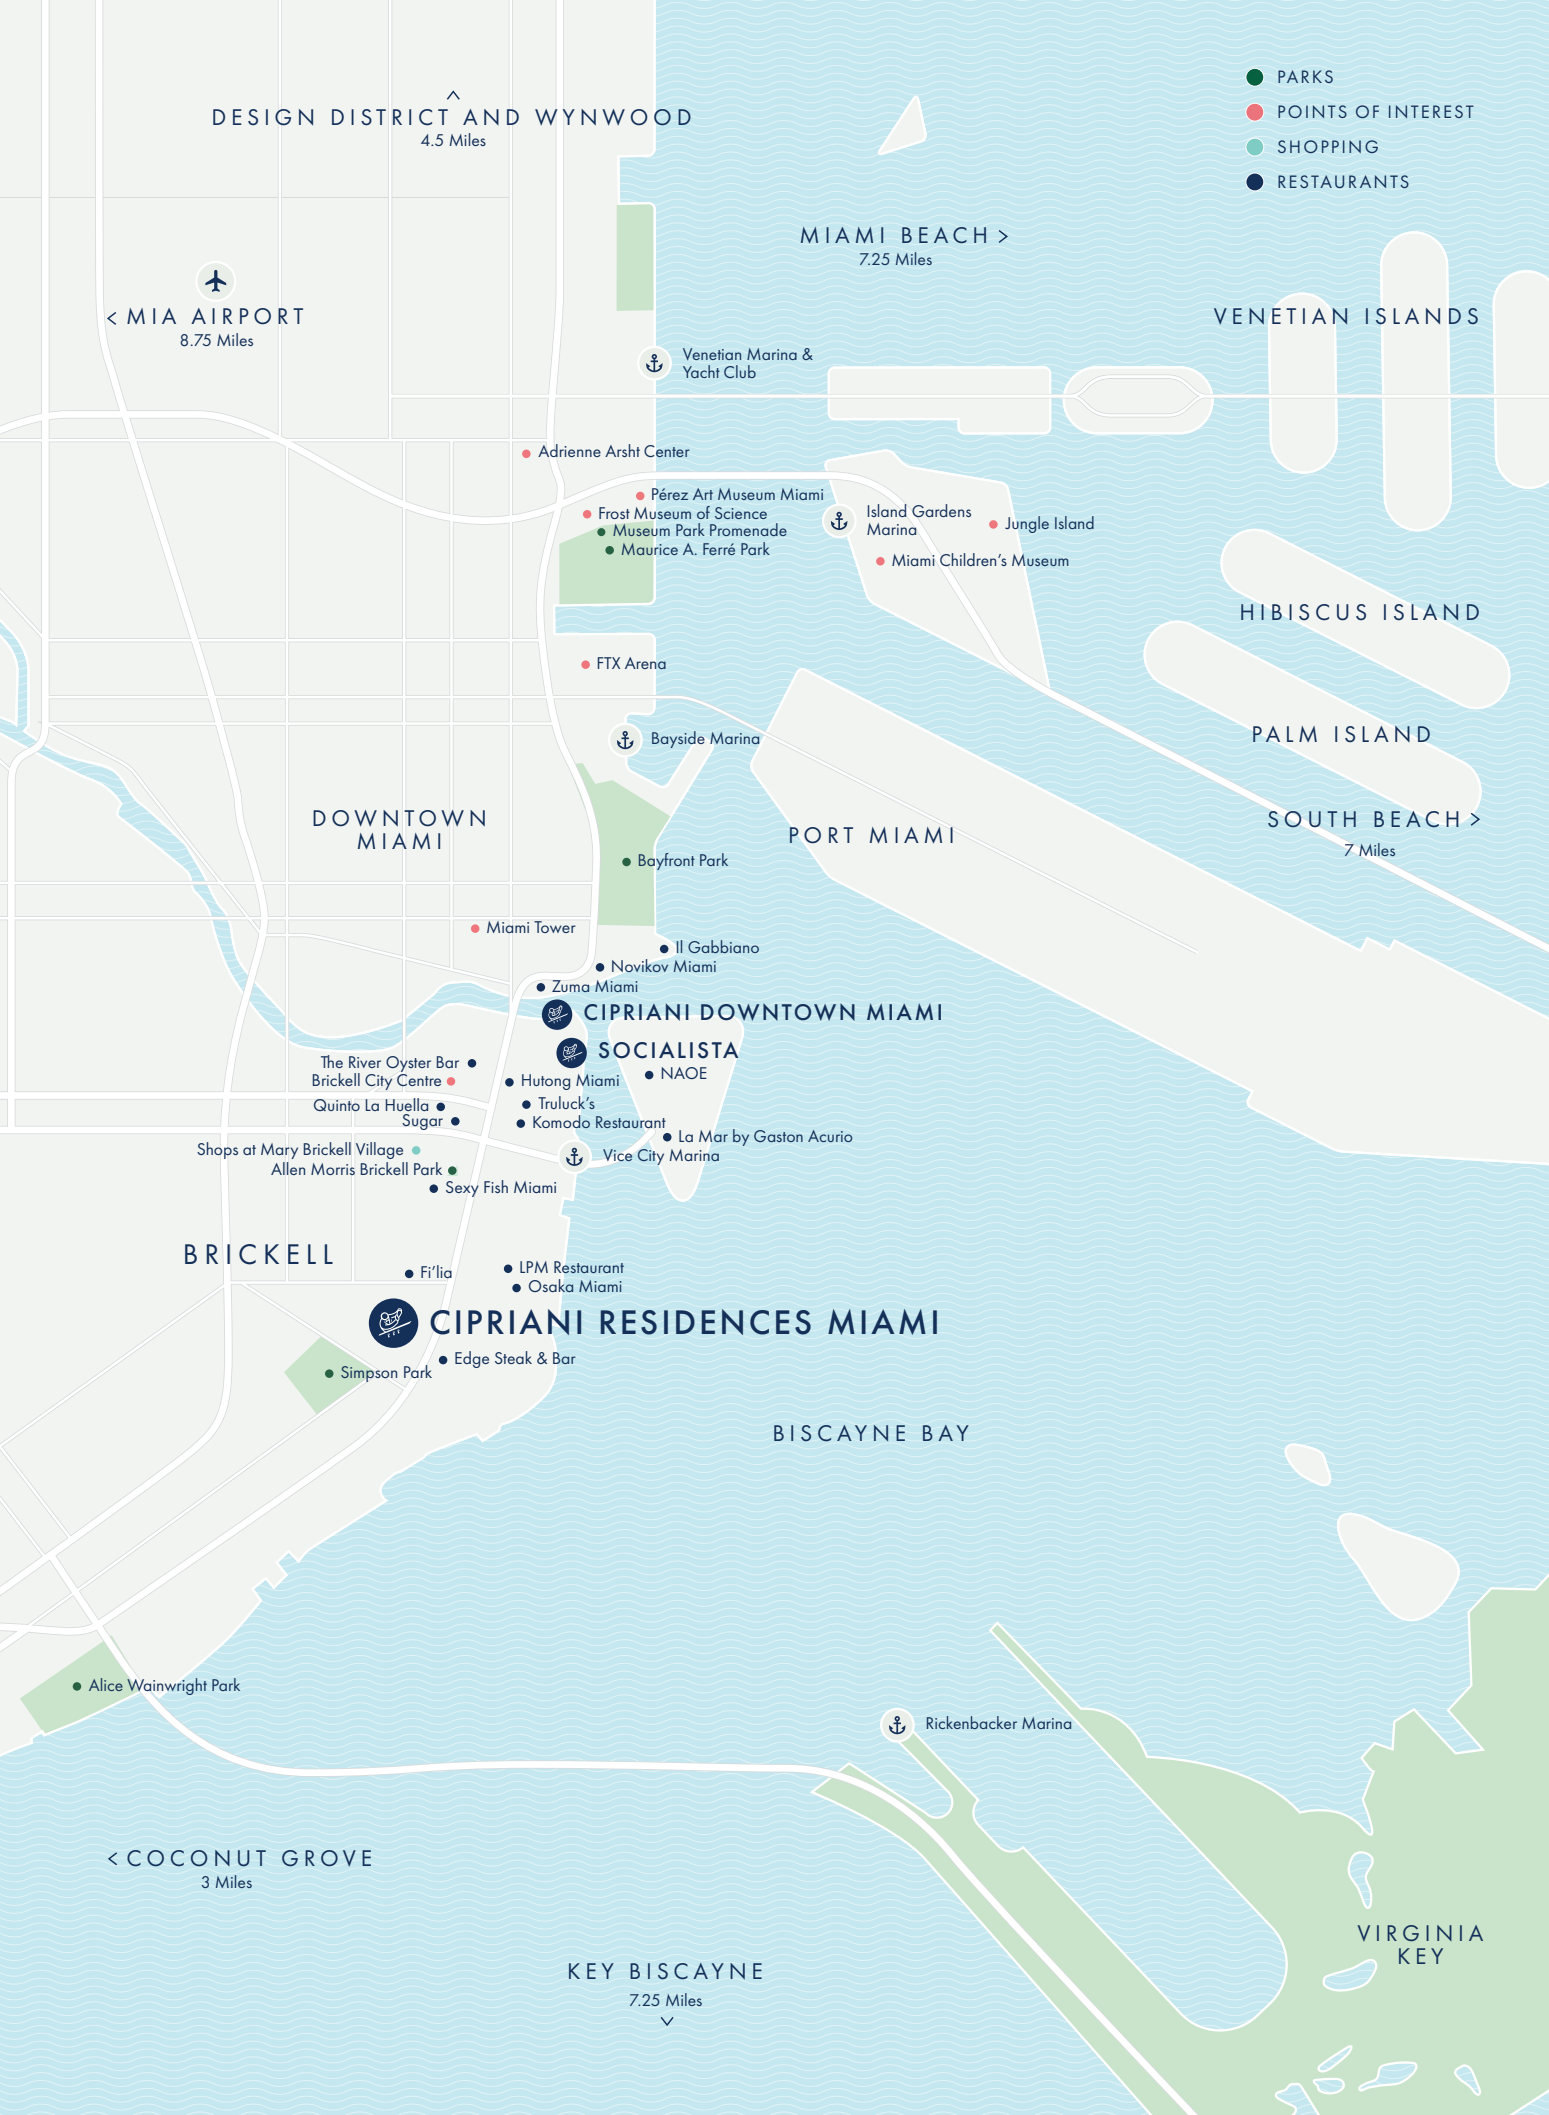 PARKS
POINTS OF INTEREST
SHOPPING
RESTAURANTS
DESIGN DISTRICT AND WYNWOOD
4.5 Miles
MIAMI BEACH >
7.25 Miles
< MIA AIRPORT
8.75 Miles
VENETIAN ISLANDS
Venetian Marina &
Yacht Club
Adrienne Arsht Center
Pérez Art Museum Miami
Frost Museum of Science
Museum Park Promenade
Maurice A. Ferré Park
Island Gardens
Marina
Jungle Island
Miami Children's Museum
HIBISCUS ISLAND
FTX Arena
PALM ISLAND
Bayside Marina
DOWNTOWN
MIAMI
PORT MIAMI
SOUTH BEACH >
7 Miles
Bayfront Park
Miami Tower
Il Gabbiano
Novikov Miami
Zuma Miami
CIPRIANI DOWNTOWN MIAMI
SOCIALISTA
The River Oyster Bar
NAOE
Brickell City Centre
Hutong Miami
Quinto La Huella
Truluck's
Sugar
Komodo Restaurant
La Mar by Gaston Acurio
Shops at Mary Brickell Village
Vice City Marina
Allen Morris Brickell Park
Sexy Fish Miami
BRICKELL
Fi'lia
LPM Restaurant
Osaka Miami
CIPRIANI RESIDENCES MIAMI
Edge Steak & Bar
Simpson Park
BISCAYNE BAY
Alice Wainwright Park
Rickenbacker Marina
< COCONUT GROVE
3 Miles
VIRGINIA
KEY
KEY BISCAYNE
7.25 Miles